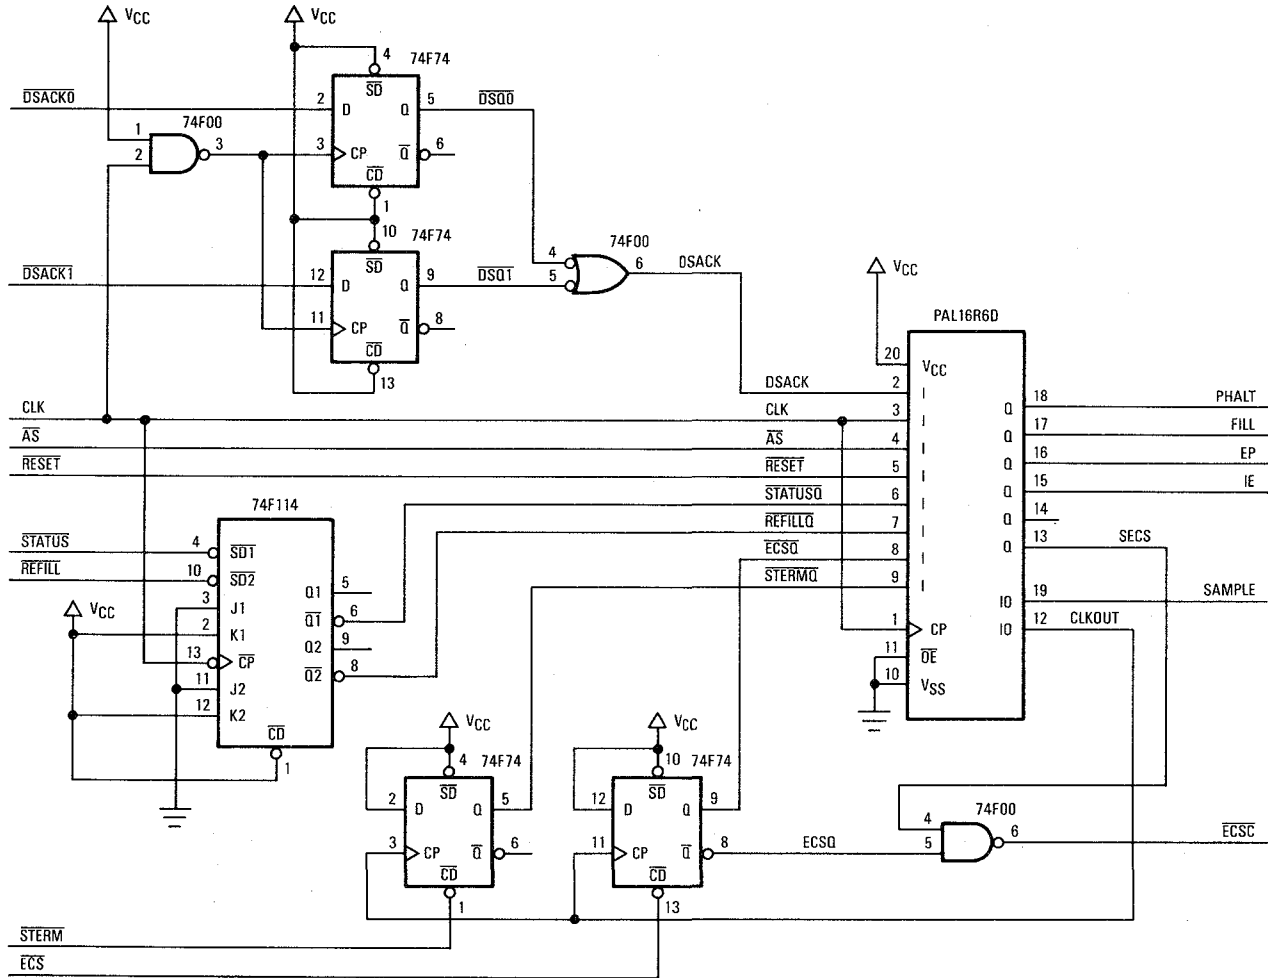 VCC
VCC
4
74F74
SD
DSACK0
2
D
Q
5
DSQ0
74F00
1
2
3
3
CP
Q
6
CD
1
10
74F74
SD
DSACK1
12
D
Q
9
DSQ1
11
CP
Q
8
CD
13
74F00
4
5
6
DSACK
VCC
PAL16R6D
20
VCC
DSACK
2
I
CLK
CLK
3
I
Q
18
PHALT
AS
AS
4
I
Q
17
FILL
RESET
RESET
5
I
Q
16
EP
STATUSQ
6
I
Q
15
IE
REFILLQ
7
I
Q
14
ECSQ
8
I
Q
13
SECS
STERMQ
9
I
IO
19
SAMPLE
1
CP
IO
12
CLKOUT
11
OE
10
VSS
74F114
STATUS
4
SD1
REFILL
10
SD2
VCC
3
J1
2
K1
13
CP
11
J2
12
K2
CD
1
Q1
5
Q1
6
Q2
9
Q2
8
VCC
4
74F74
SD
2
D
Q
5
3
CP
Q
6
CD
1
VCC
10
74F74
SD
12
D
Q
9
11
CP
Q
8
ECSQ
CD
13
74F00
4
5
6
ECSC
STERM
ECS